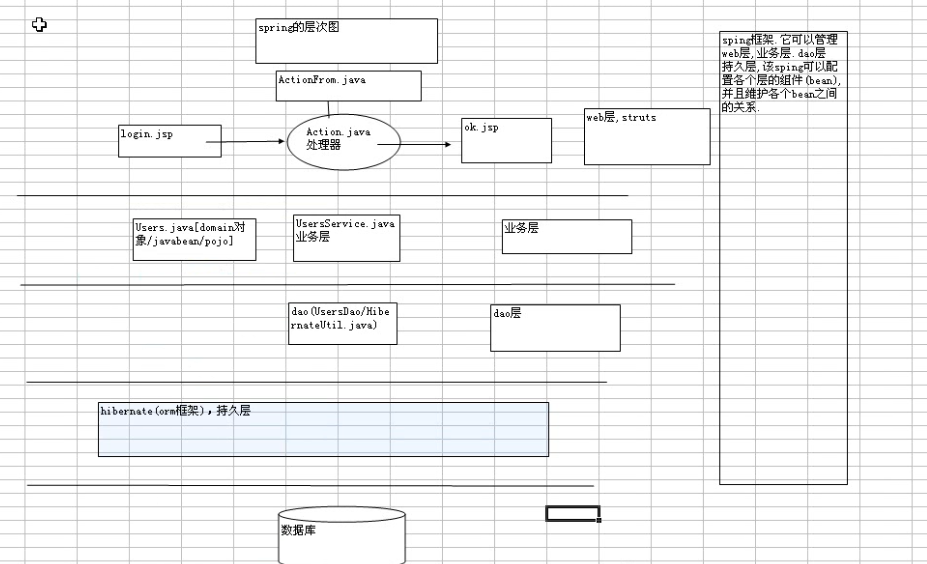 spring的层次图
ActionFrom.java
login.jsp
Action.java
处理器
ok.jsp
web层,struts
sping框架.它可以管理
web层,业务层.dao层
持久层,该sping可以配
置各个层的组件(bean),
并且维护各个bean之间
的关系.
Users.java[domain对
象/javabean/pojo]
UsersService.java
业务层
业务层
dao(UsersDao/Hibe
rnateUtil.java)
dao层
hibernate(orm框架),持久层
数据库